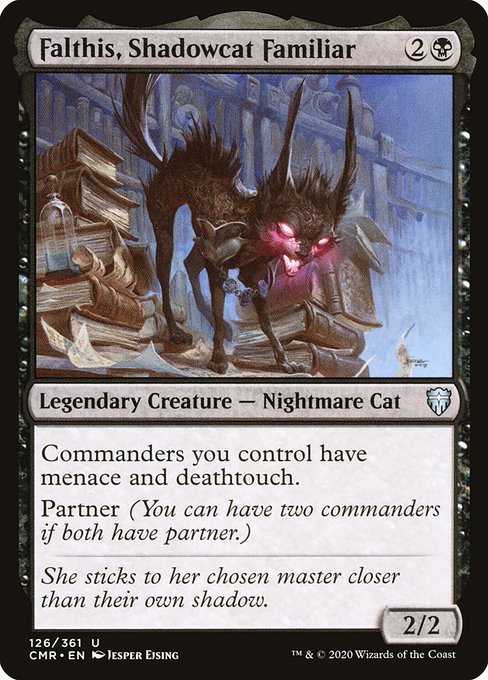 Falthis, Shadowcat Familiar 2
Legendary Creature — Nightmare Cat
Commanders you control have
menace and deathtouch.
Partner (You can have two commanders
if both have partner.)
She sticks to her chosen master closer
than their own shadow.
2/2
126/361 U
CMR • EN Jesper Ejsing
™ & © 2020 Wizards of the Coast